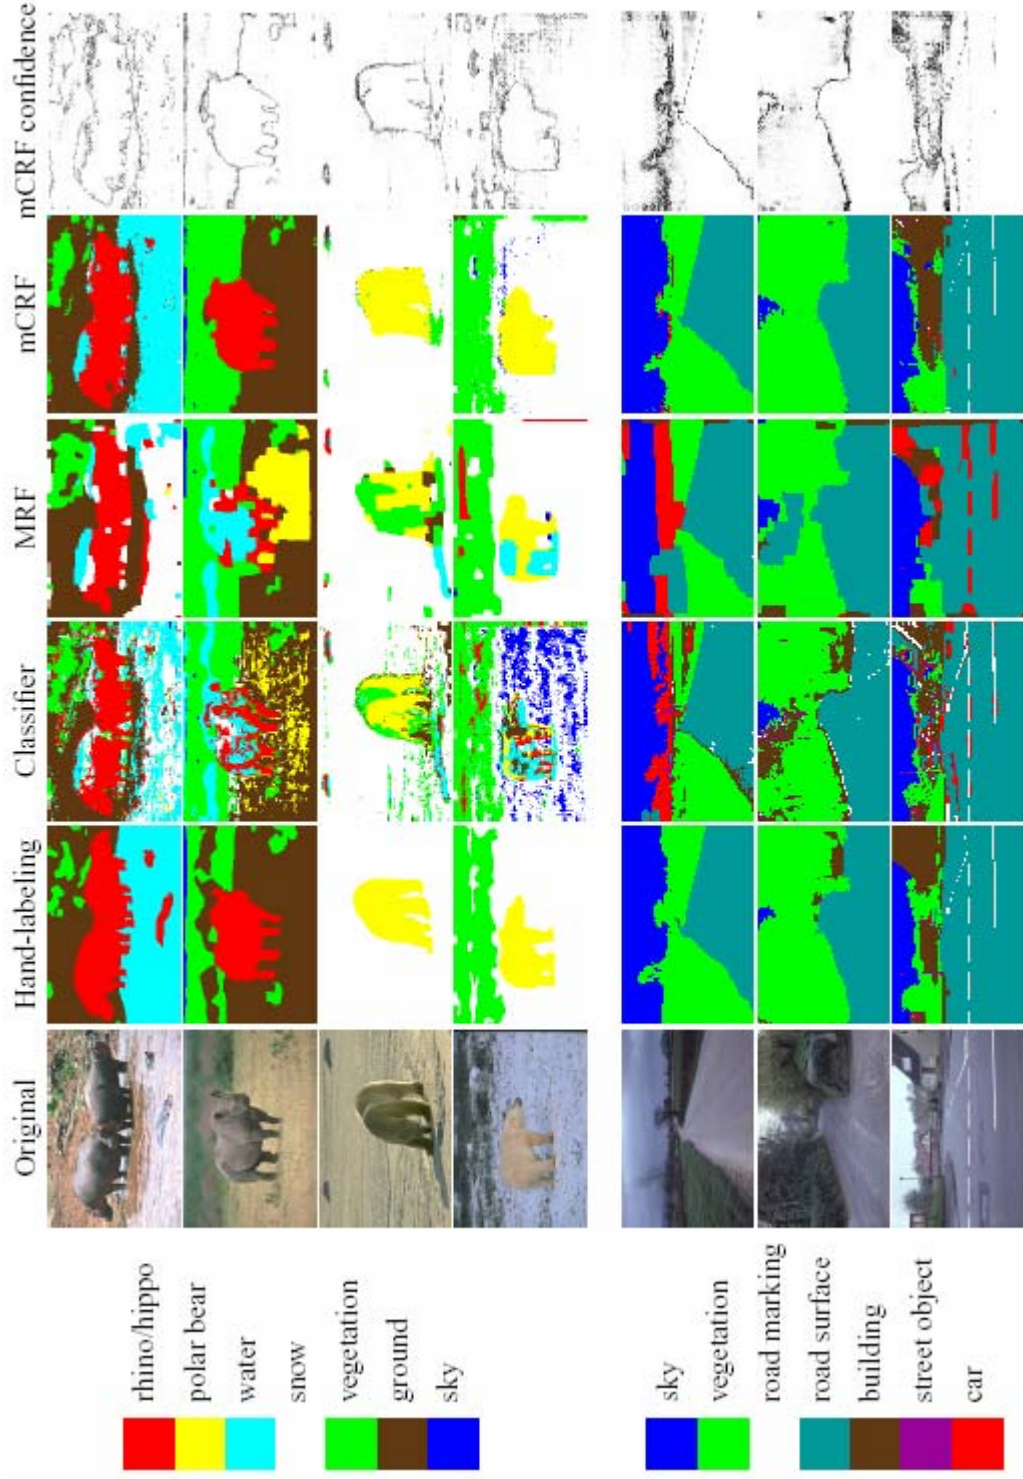 Original
Hand-labeling
Classifier
MRF
mCRF
mCRF confidence
rhino/hippo
polar bear
water
snow
vegetation
ground
sky
sky
vegetation
road marking
road surface
building
street object
car